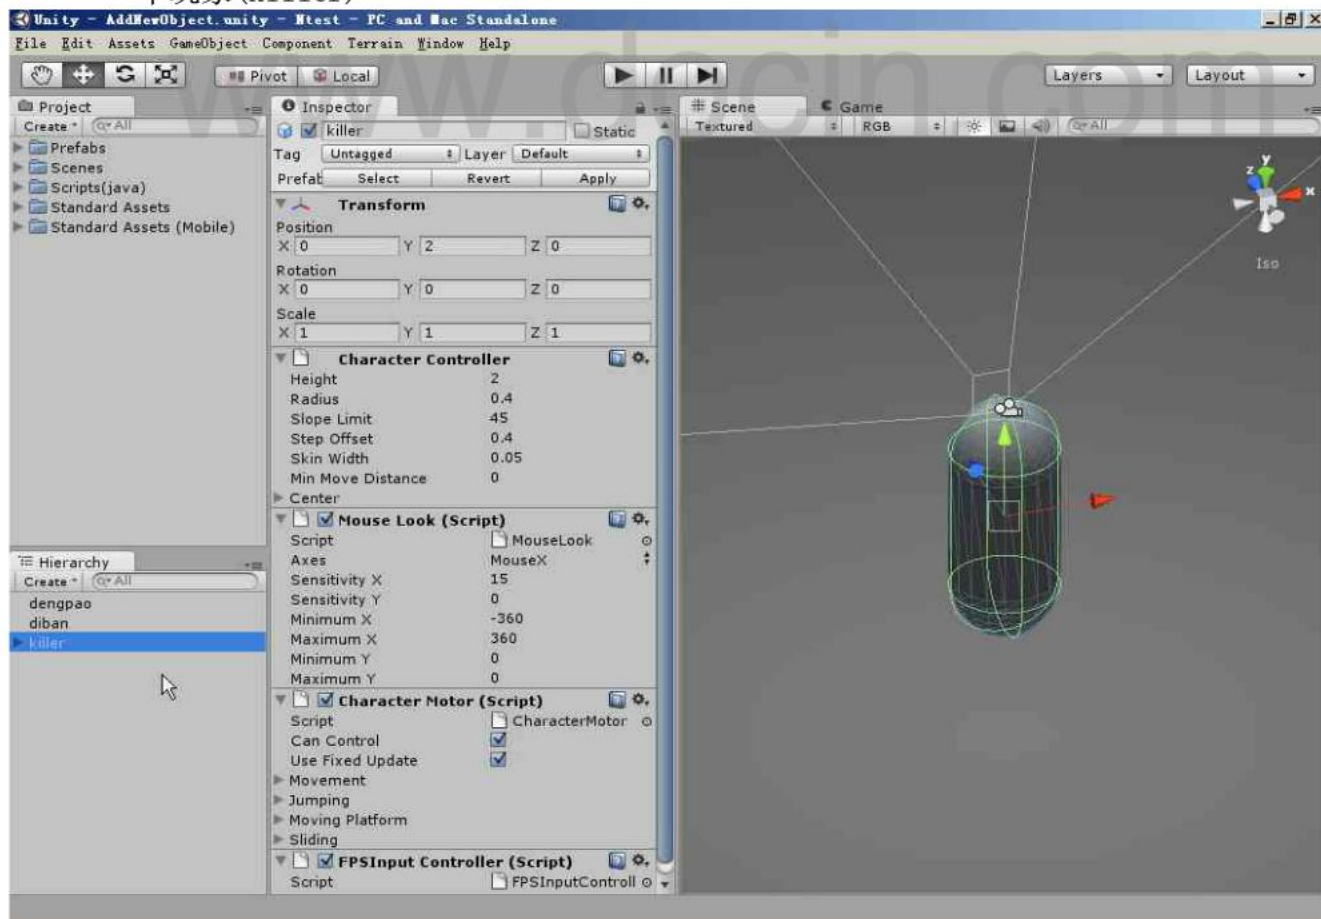 Unity - AddNewObject.unity - Ntest - PC and Mac Standalone
File Edit Assets GameObject Component Terrain Window Help
Pivot Local Layers Layout
www.docin.com
Project
Create All
Prefabs
Scenes
Scripts(java)
Standard Assets
Standard Assets (Mobile)
Hierarchy
Create All
dengpao
diban
killer
Inspector
killer Static
Tag Untagged Layer Default
Prefab Select Revert Apply
Transform
Position
X 0 Y 2 Z 0
Rotation
X 0 Y 0 Z 0
Scale
X 1 Y 1 Z 1
Character Controller
Height 2
Radius 0.4
Slope Limit 45
Step Offset 0.4
Skin Width 0.05
Min Move Distance 0
Center
Mouse Look (Script)
Script MouseLook
Axes MouseX
Sensitivity X 15
Sensitivity Y 0
Minimum X -360
Maximum X 360
Minimum Y 0
Maximum Y 0
Character Motor (Script)
Script CharacterMotor
Can Control
Use Fixed Update
Movement
Jumping
Moving Platform
Sliding
FPSInput Controller (Script)
Script FPSInputControll
Scene Game
Textured RGB All
y
z x
Iso